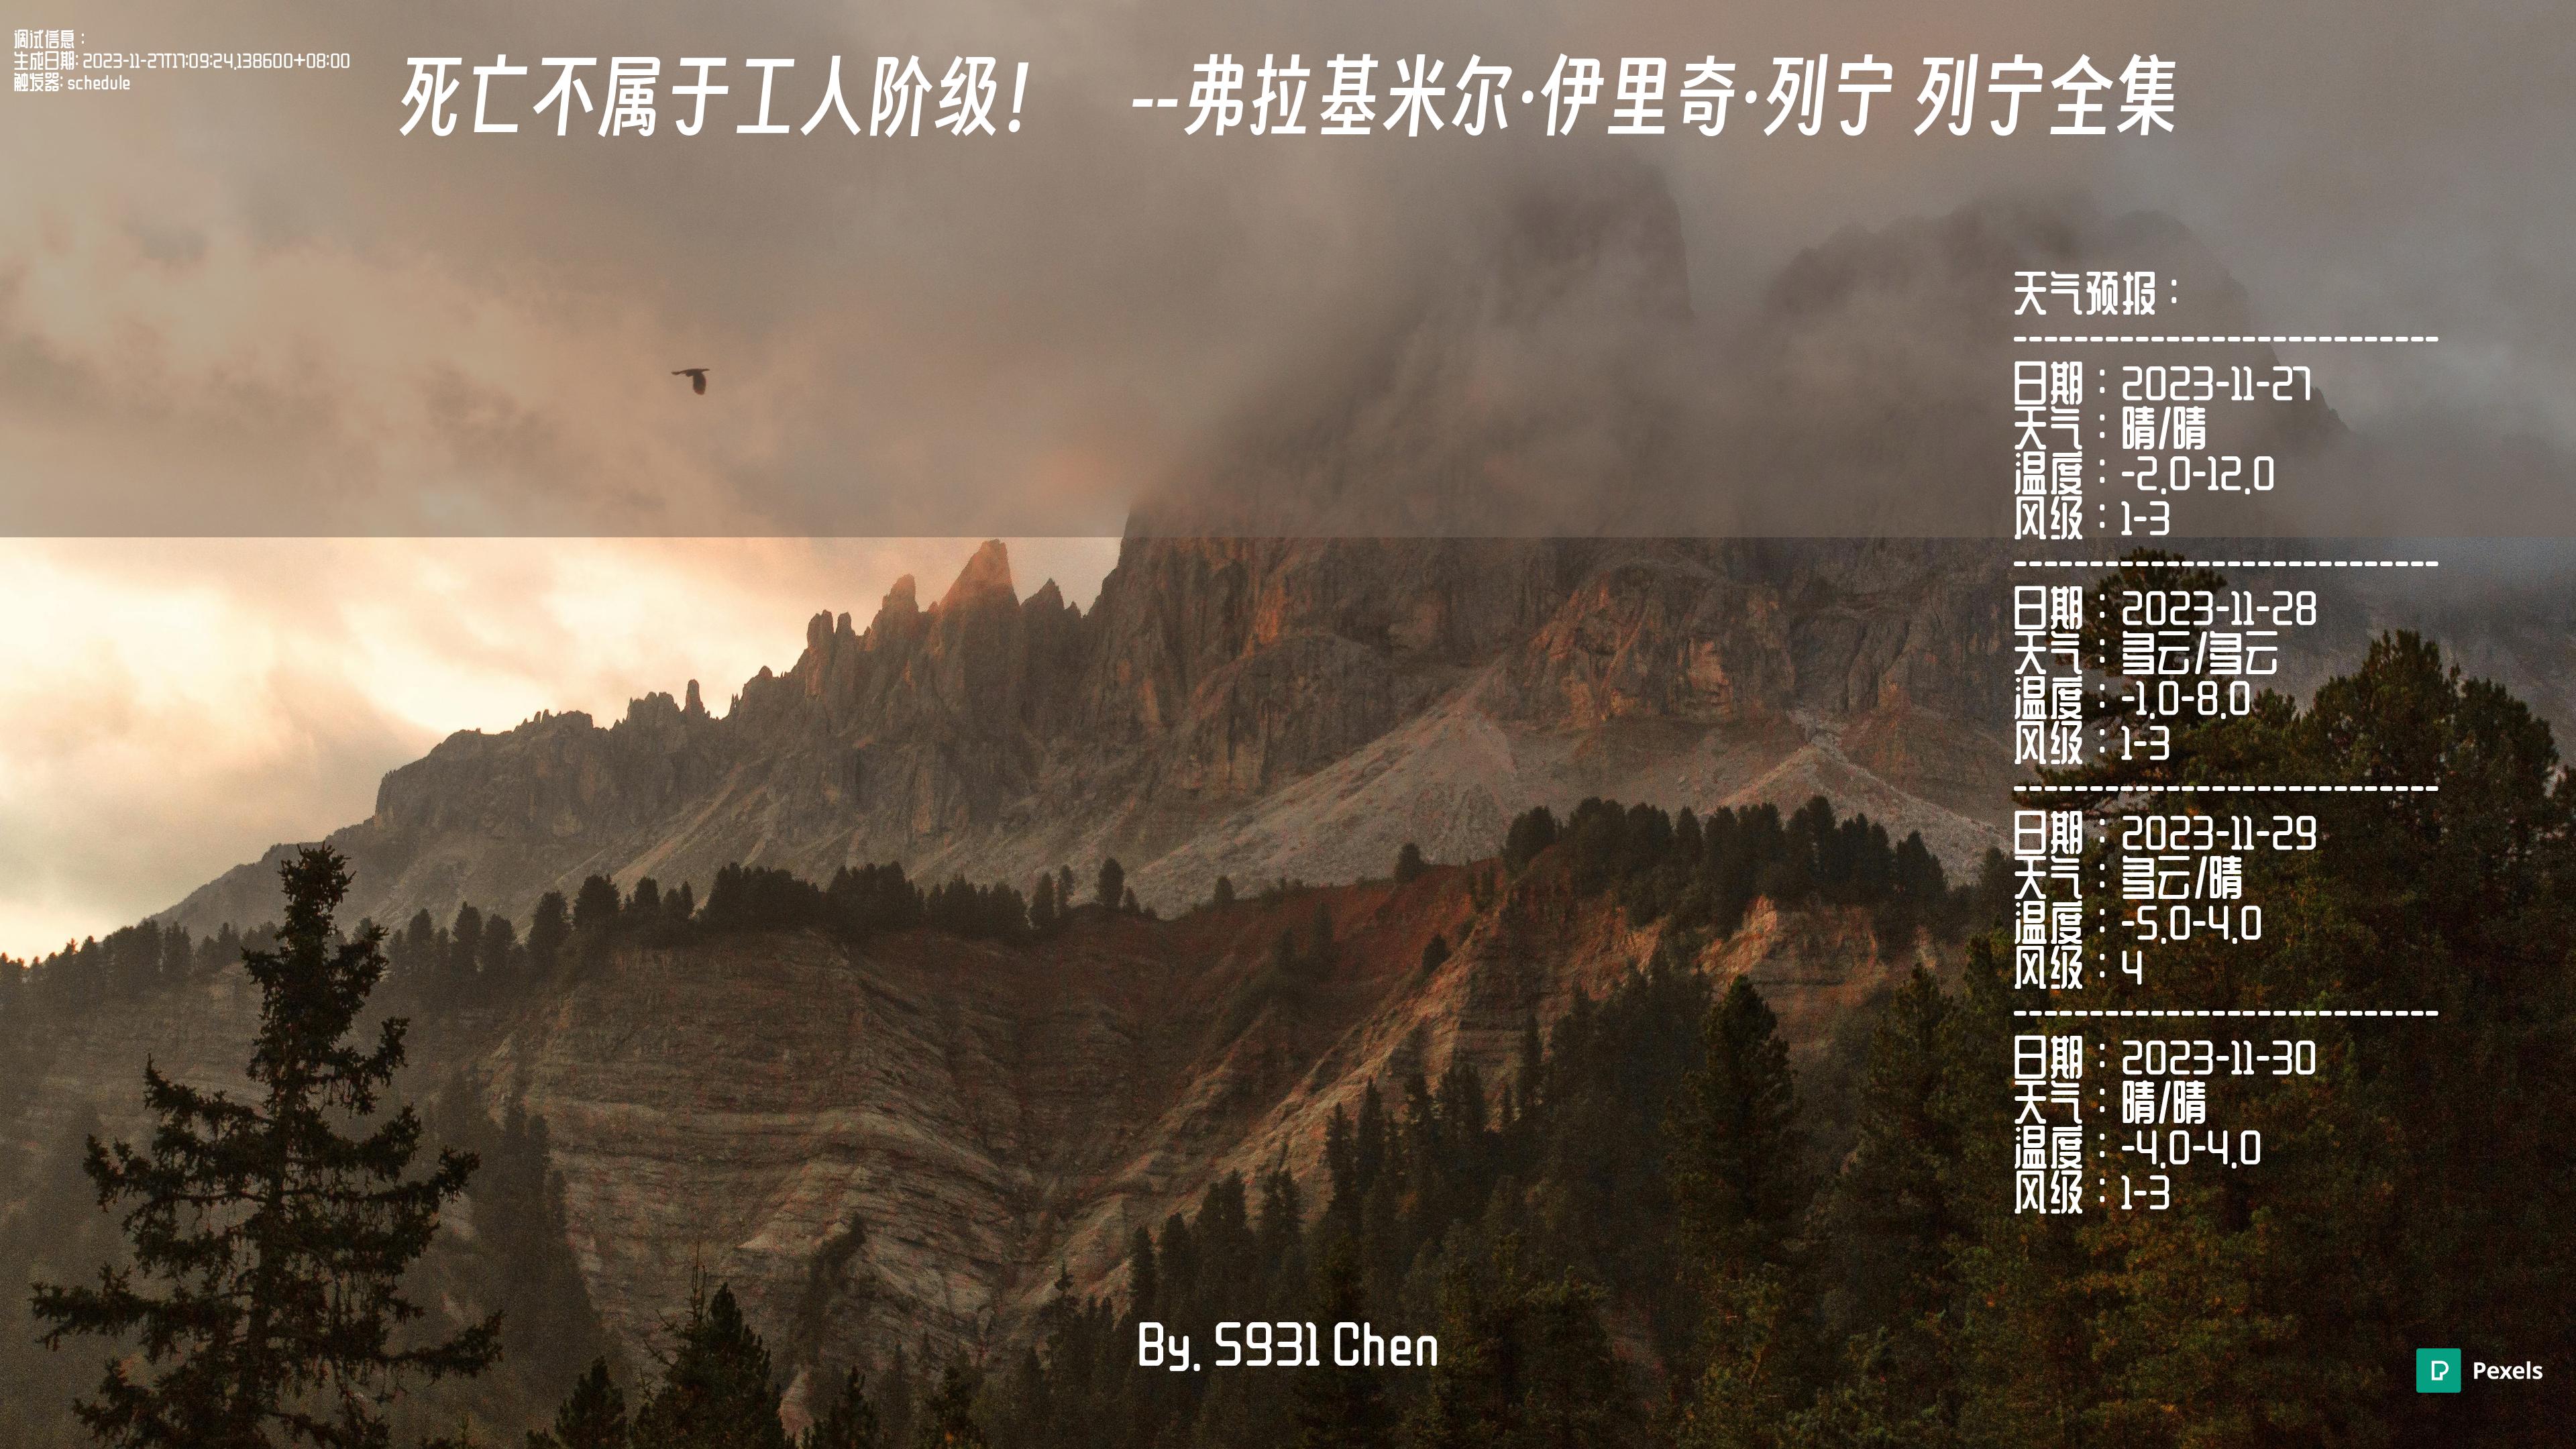 调试信息：
生成日期: 2023-11-27T17:09:24.138600+08:00
触发器: schedule
死亡不属于工人阶级！ --弗拉基米尔·伊里奇·列宁 列宁全集
天气预报：
----------------------------
日期：2023-11-27
天气：晴/晴
温度：-2.0-12.0
风级：1-3
----------------------------
日期：2023-11-28
天气：多云/多云
温度：-1.0-8.0
风级：1-3
----------------------------
日期：2023-11-29
天气：多云/晴
温度：-5.0-4.0
风级：4
----------------------------
日期：2023-11-30
天气：晴/晴
温度：-4.0-4.0
风级：1-3
By. S931 Chen
Pexels